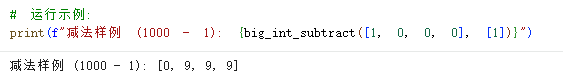 # 运行示例:
print(f"减法样例 (1000 - 1): {big_int_subtract([1, 0, 0, 0], [1])}")
减法样例 (1000 - 1): [0, 9, 9, 9]